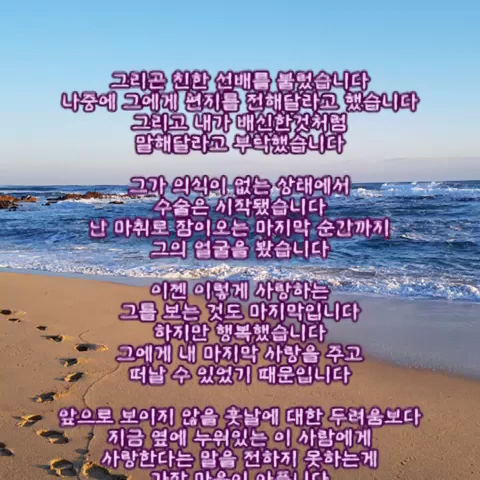 그리곤 친한 선배를 불렀습니다
나중에 그에게 편지를 전해달라고 했습니다
그리고 내가 배신한것처럼
말해달라고 부탁했습니다
그가 의식이 없는 상태에서
수술은 시작됐습니다
난 마취로 잠이오는 마지막 순간까지
그의 얼굴을 봤습니다
이젠 이렇게 사랑하는
그를 보는 것도 마지막입니다
하지만 행복했습니다
그에게 내 마지막 사랑을 주고
떠날 수 있었기 때문입니다
앞으로 보이지 않을 훗날에 대한 두려움보다
지금 옆에 누워있는 이 사람에게
사랑한다는 말을 전하지 못하는게
가장 마음이 아픕니다